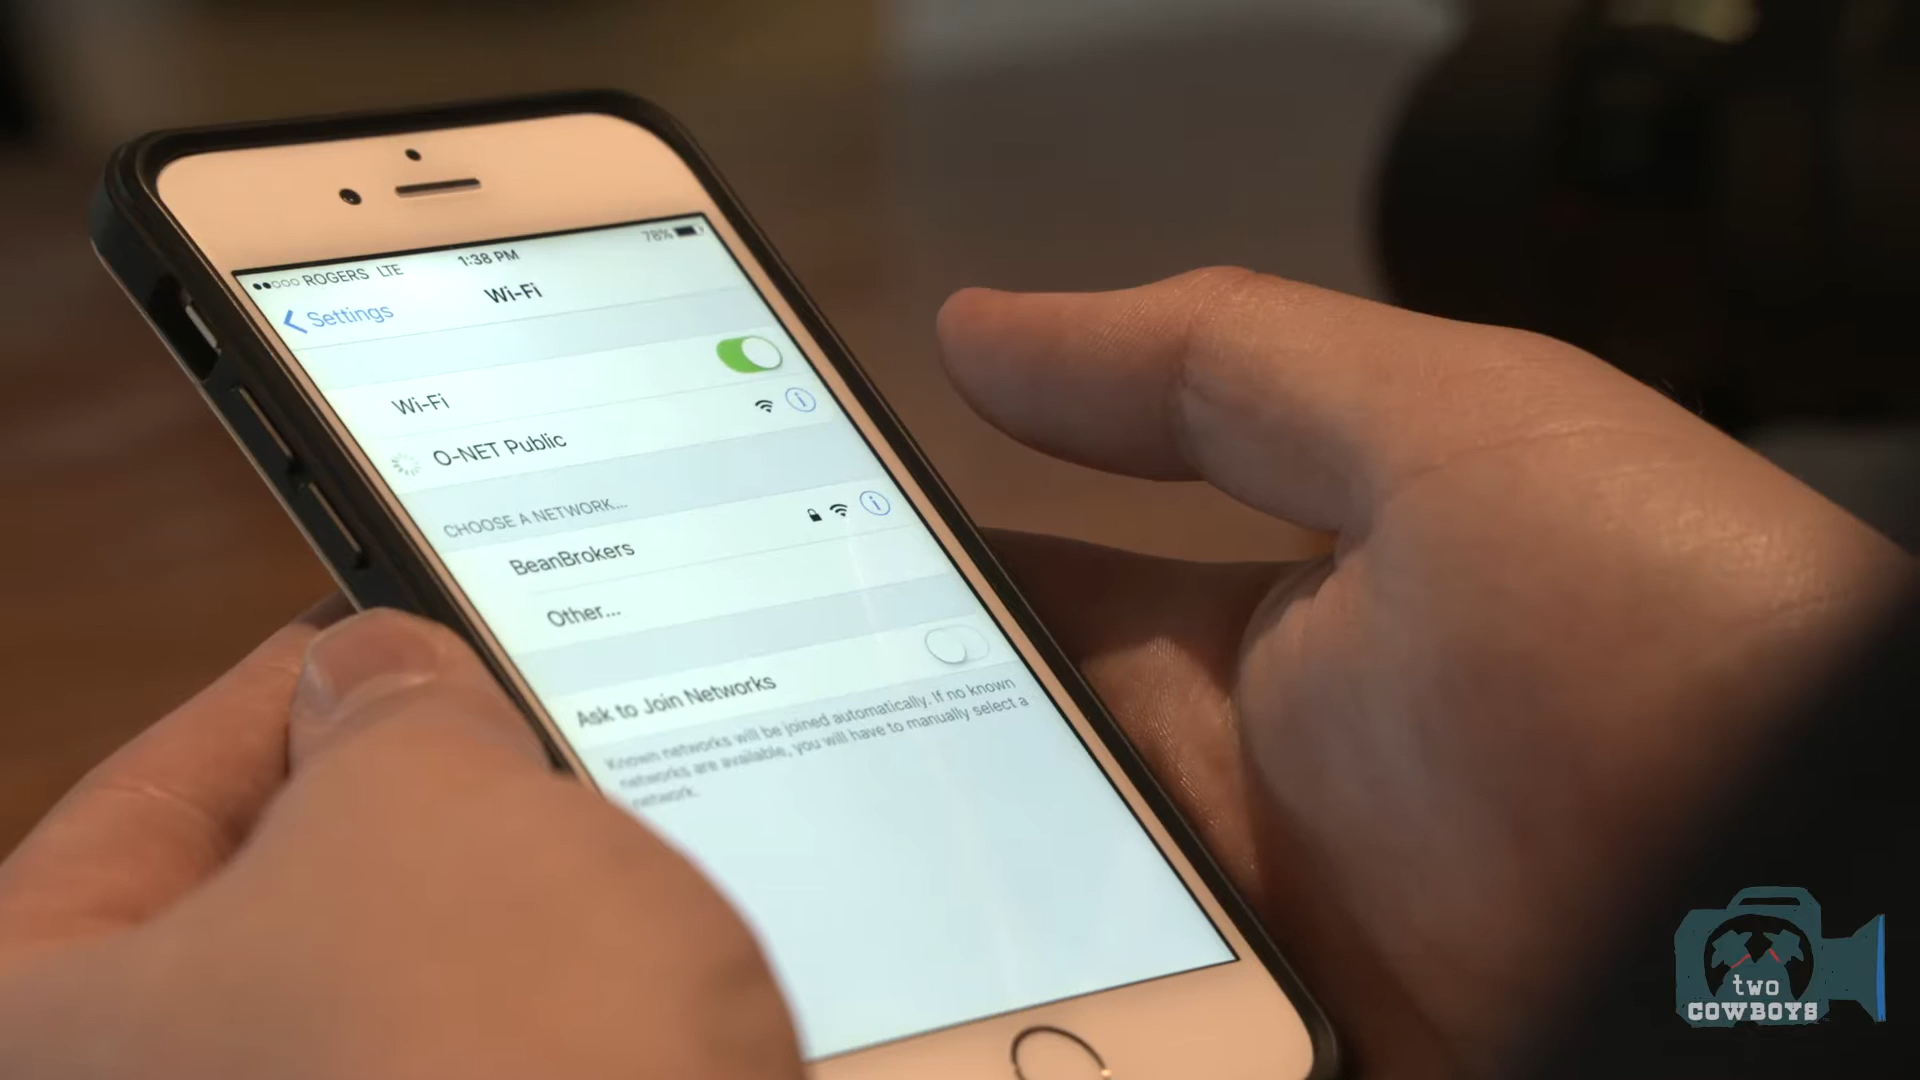 ROGERS LTE 1:38 PM 78%
Settings Wi-Fi
Wi-Fi
O-NET Public
CHOOSE A NETWORK...
BeanBrokers
Other...
Ask to Join Networks
Known networks will be joined automatically. If no known
networks are available, you will have to manually select a
network.
two
COWBOYS